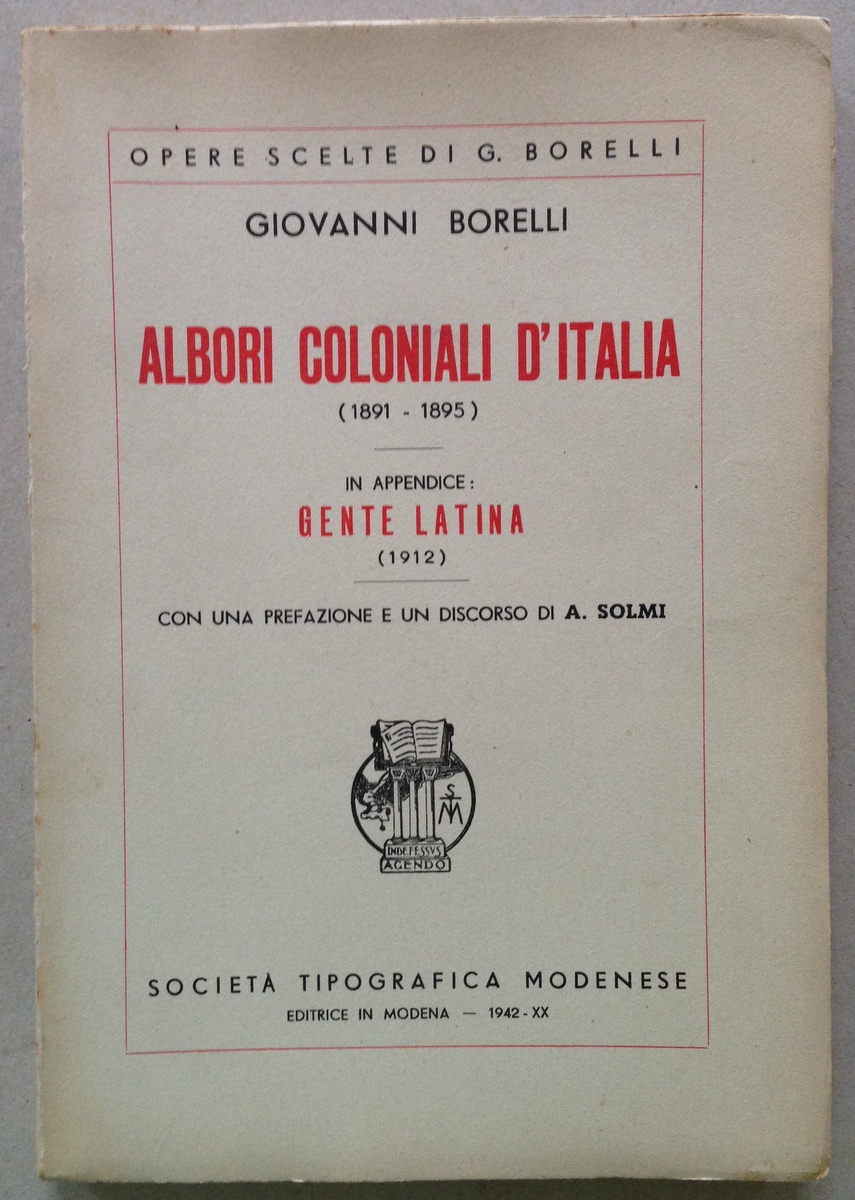 OPERE SCELTE DI G. BORELLI
GIOVANNI BORELLI
ALBORI COLONIALI D'ITALIA
(1891 - 1895)
IN APPENDICE:
GENTE LATINA
(1912)
CON UNA PREFAZIONE E UN DISCORSO DI A. SOLMI
S
TM
INDEFESSVS
AGENDO
SOCIETÀ TIPOGRAFICA MODENESE
EDITRICE IN MODENA — 1942-XX